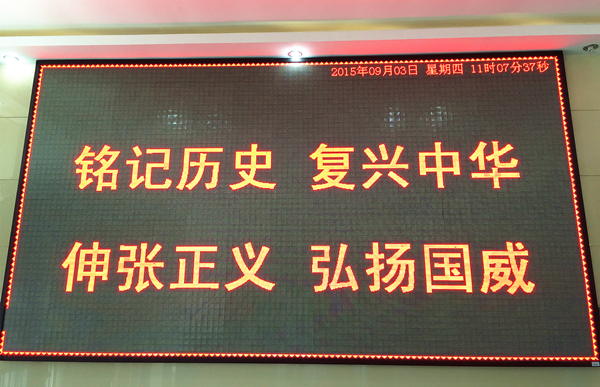 2015年09月03日 星期四 11时07分37秒
铭记历史 复兴中华
伸张正义 弘扬国威